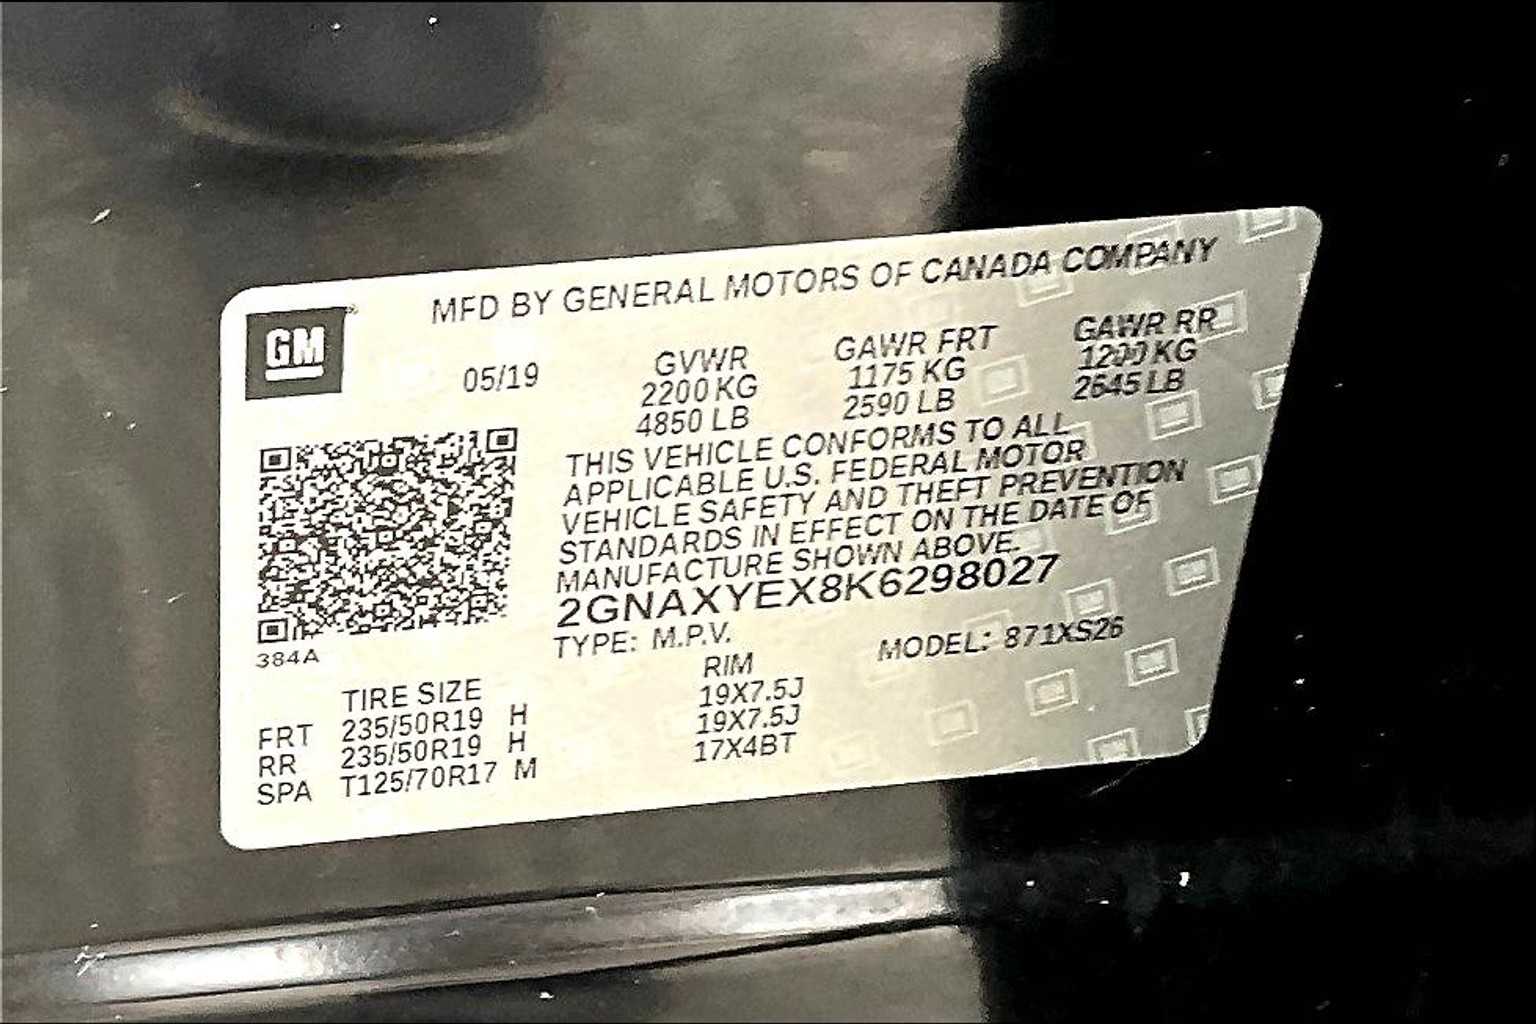 MFD BY GENERAL MOTORS OF CANADA COMPANY
GM
05/19
GVWR GAWR FRT GAWR RR
2200 KG 1175 KG 1200 KG
4850 LB 2590 LB 2645 LB
THIS VEHICLE CONFORMS TO ALL
APPLICABLE U.S. FEDERAL MOTOR
VEHICLE SAFETY AND THEFT PREVENTION
STANDARDS IN EFFECT ON THE DATE OF
MANUFACTURE SHOWN ABOVE.
2GNAXYEX8K6298027
TYPE: M.P.V. MODEL: 871XS26
384A
TIRE SIZE RIM
FRT 235/50R19 H 19X7.5J
RR 235/50R19 H 19X7.5J
SPA T125/70R17 M 17X4BT